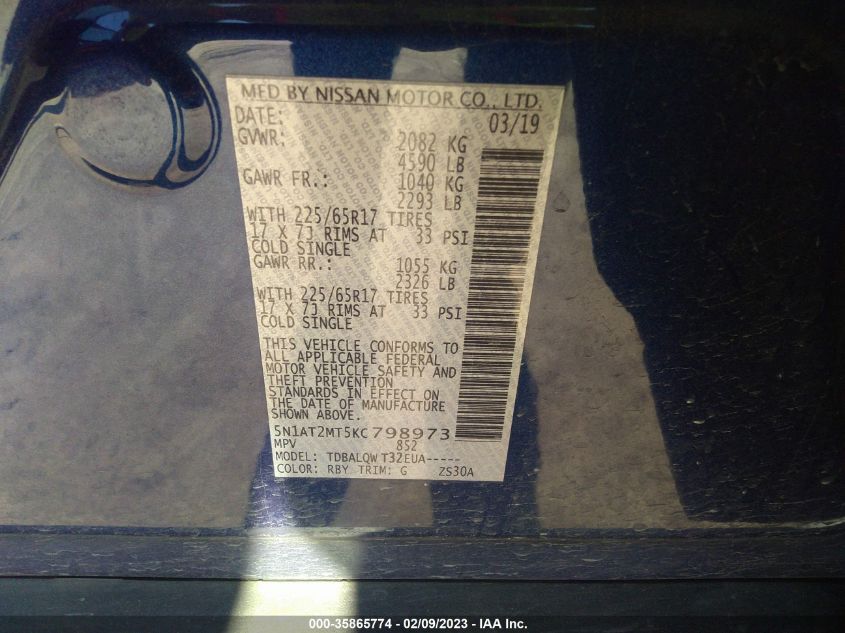 MFD BY NISSAN MOTOR CO., LTD.
DATE: 03/19
GVWR: 2082 KG
4590 LB
GAWR FR.: 1040 KG
2293 LB
WITH 225/65R17 TIRES
17 X 7J RIMS AT 33 PSI
COLD SINGLE
GAWR RR.: 1055 KG
2326 LB
WITH 225/65R17 TIRES
17 X 7J RIMS AT 33 PSI
COLD SINGLE
THIS VEHICLE CONFORMS TO
ALL APPLICABLE FEDERAL
MOTOR VEHICLE SAFETY AND
THEFT PREVENTION
STANDARDS IN EFFECT ON
THE DATE OF MANUFACTURE
SHOWN ABOVE.
5N1AT2MT5KC798973
MPV 852
MODEL: TDBALQW T32EUA-----
COLOR: RBY TRIM: G ZS30A
000-35865774 - 02/09/2023 - IAA Inc.